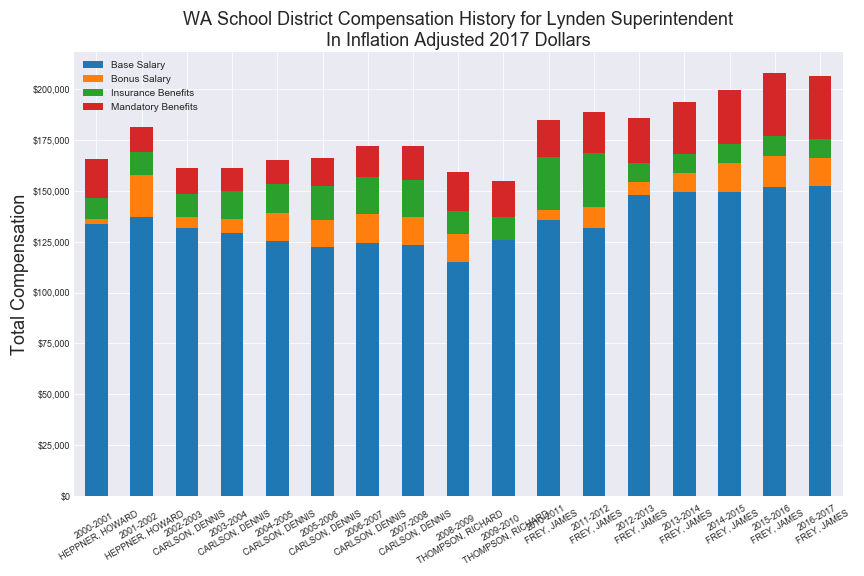 WA School District Compensation History for Lynden Superintendent
In Inflation Adjusted 2017 Dollars
Base Salary
Bonus Salary
Insurance Benefits
Mandatory Benefits
Total Compensation
$200,000
$175,000
$150,000
$125,000
$100,000
$75,000
$50,000
$25,000
$0
2000-2001
HEPPNER, HOWARD
2001-2002
HEPPNER, HOWARD
2002-2003
CARLSON, DENNIS
2003-2004
CARLSON, DENNIS
2004-2005
CARLSON, DENNIS
2005-2006
CARLSON, DENNIS
2006-2007
CARLSON, DENNIS
2007-2008
CARLSON, DENNIS
2008-2009
THOMPSON, RICHARD
2009-2010
THOMPSON, RICHARD
2010-2011
FREY, JAMES
2011-2012
FREY, JAMES
2012-2013
FREY, JAMES
2013-2014
FREY, JAMES
2014-2015
FREY, JAMES
2015-2016
FREY, JAMES
2016-2017
FREY, JAMES